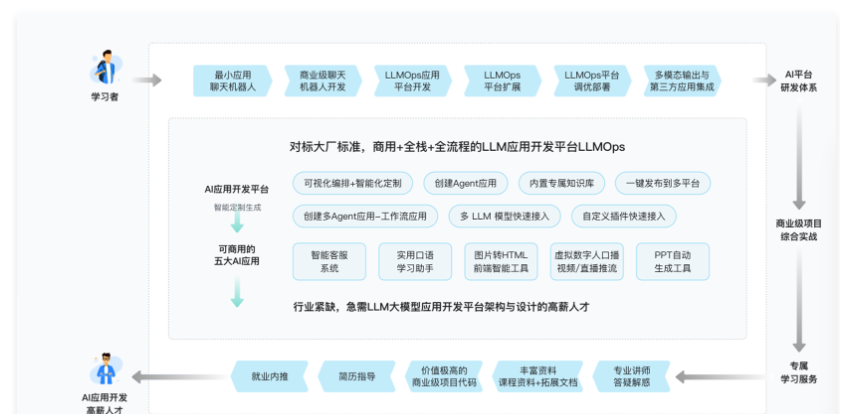 最小应用
聊天机器人
商业级聊天
机器人开发
LLMOps应用
平台开发
LLMOps
平台扩展
LLMOps平台
调优部署
多模态输出与
第三方应用集成
学习者
AI平台
研发体系
对标大厂标准，商用+全栈+全流程的LLM应用开发平台LLMOps
AI应用开发平台
智能定制生成
可视化编排+智能化定制
创建Agent应用
内置专属知识库
一键发布到多平台
创建多Agent应用-工作流应用
多 LLM 模型快速接入
自定义插件快速接入
商业级项目
综合实战
可商用的
五大AI应用
智能客服
系统
实用口语
学习助手
图片转HTML
前端智能工具
虚拟数字人口播
视频/直播推流
PPT自动
生成工具
行业紧缺，急需LLM大模型应用开发平台架构与设计的高薪人才
专属
学习服务
就业内推
简历指导
价值极高的
商业级项目代码
丰富资料
课程资料+拓展文档
专业讲师
答疑解惑
AI应用开发
高薪人才